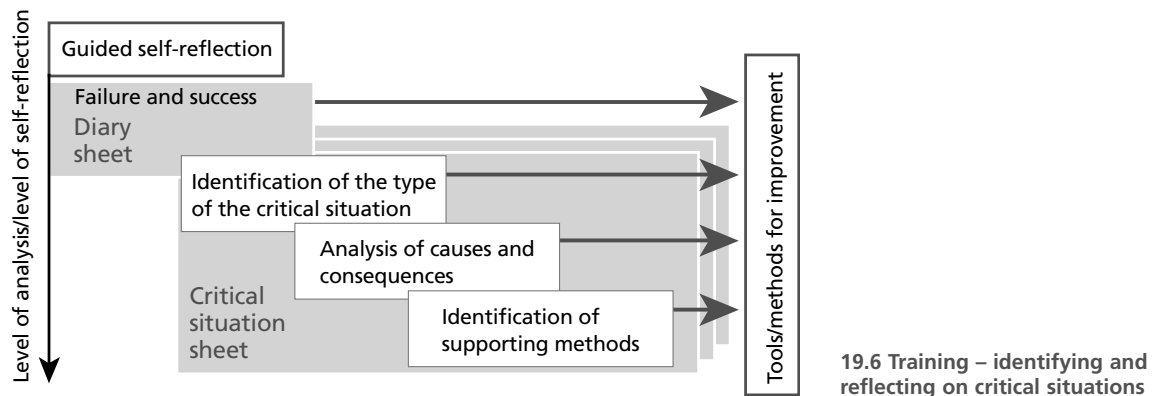 Level of analysis/level of self-reflection
Guided self-reflection
Failure and success
Diary
sheet
Identification of the type
of the critical situation
Analysis of causes and
consequences
Critical
situation
sheet
Identification of
supporting methods
Tools/methods for improvement
19.6 Training – identifying and
reflecting on critical situations